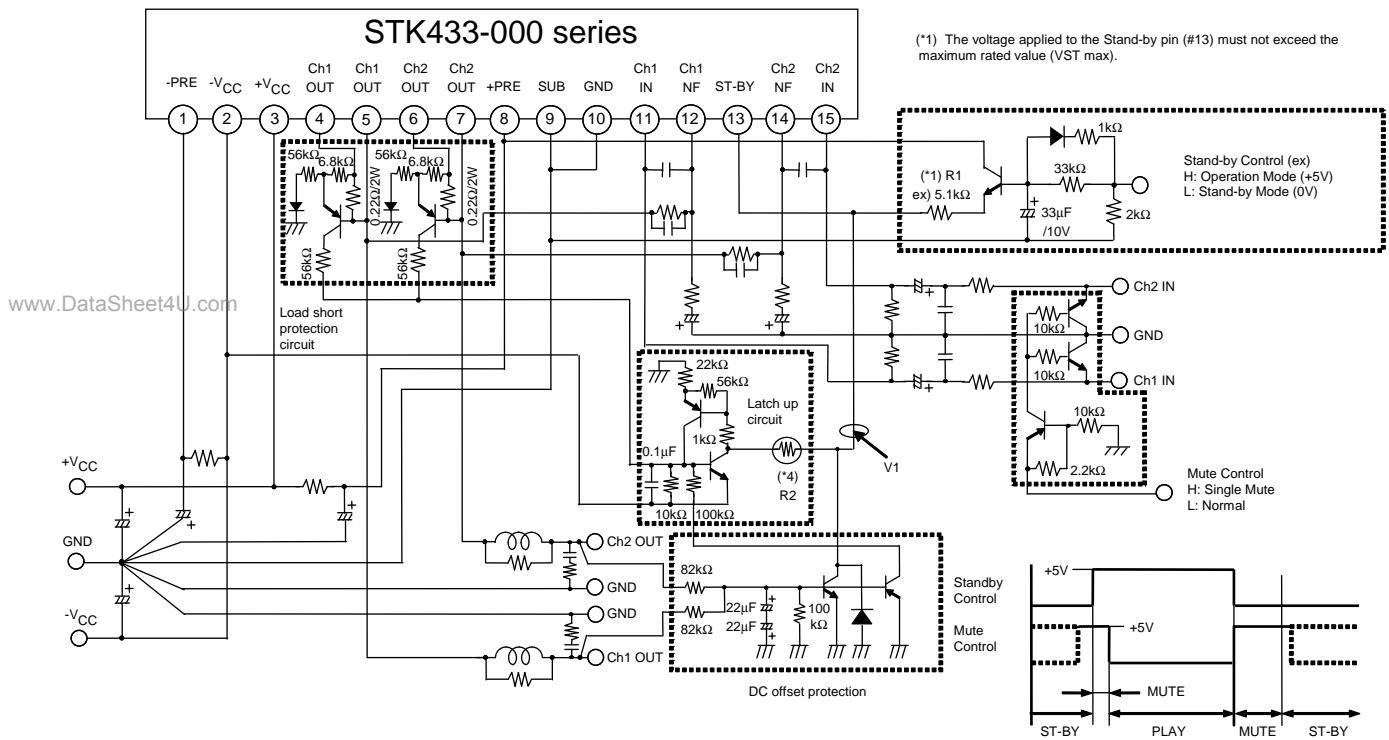 STK433-000 series
(*1) The voltage applied to the Stand-by pin (#13) must not exceed the
maximum rated value (VST max).
-PRE
-VCC
+VCC
Ch1
OUT
Ch1
OUT
Ch2
OUT
Ch2
OUT
+PRE
SUB
GND
Ch1
IN
Ch1
NF
ST-BY
Ch2
NF
Ch2
IN
1
2
3
4
5
6
7
8
9
10
11
12
13
14
15
56kΩ
6.8kΩ
56kΩ
6.8kΩ
0.22Ω/2W
0.22Ω/2W
56kΩ
56kΩ
Load short
protection
circuit
www.DataSheet4U.com
1kΩ
33kΩ
(*1) R1
ex) 5.1kΩ
+
33µF
/10V
2kΩ
Stand-by Control (ex)
H: Operation Mode (+5V)
L: Stand-by Mode (0V)
+
+
+
+
Ch2 IN
10kΩ
GND
10kΩ
Ch1 IN
10kΩ
2.2kΩ
Mute Control
H: Single Mute
L: Normal
22kΩ
56kΩ
Latch up
circuit
1kΩ
0.1µF
(*4)
R2
10kΩ
100kΩ
V1
+VCC
+
+
+
GND
+
-VCC
Ch2 OUT
GND
GND
Ch1 OUT
82kΩ
82kΩ
22µF
+
22µF
+
100
kΩ
DC offset protection
Standby
Control
Mute
Control
+5V
+5V
MUTE
ST-BY
PLAY
MUTE
ST-BY